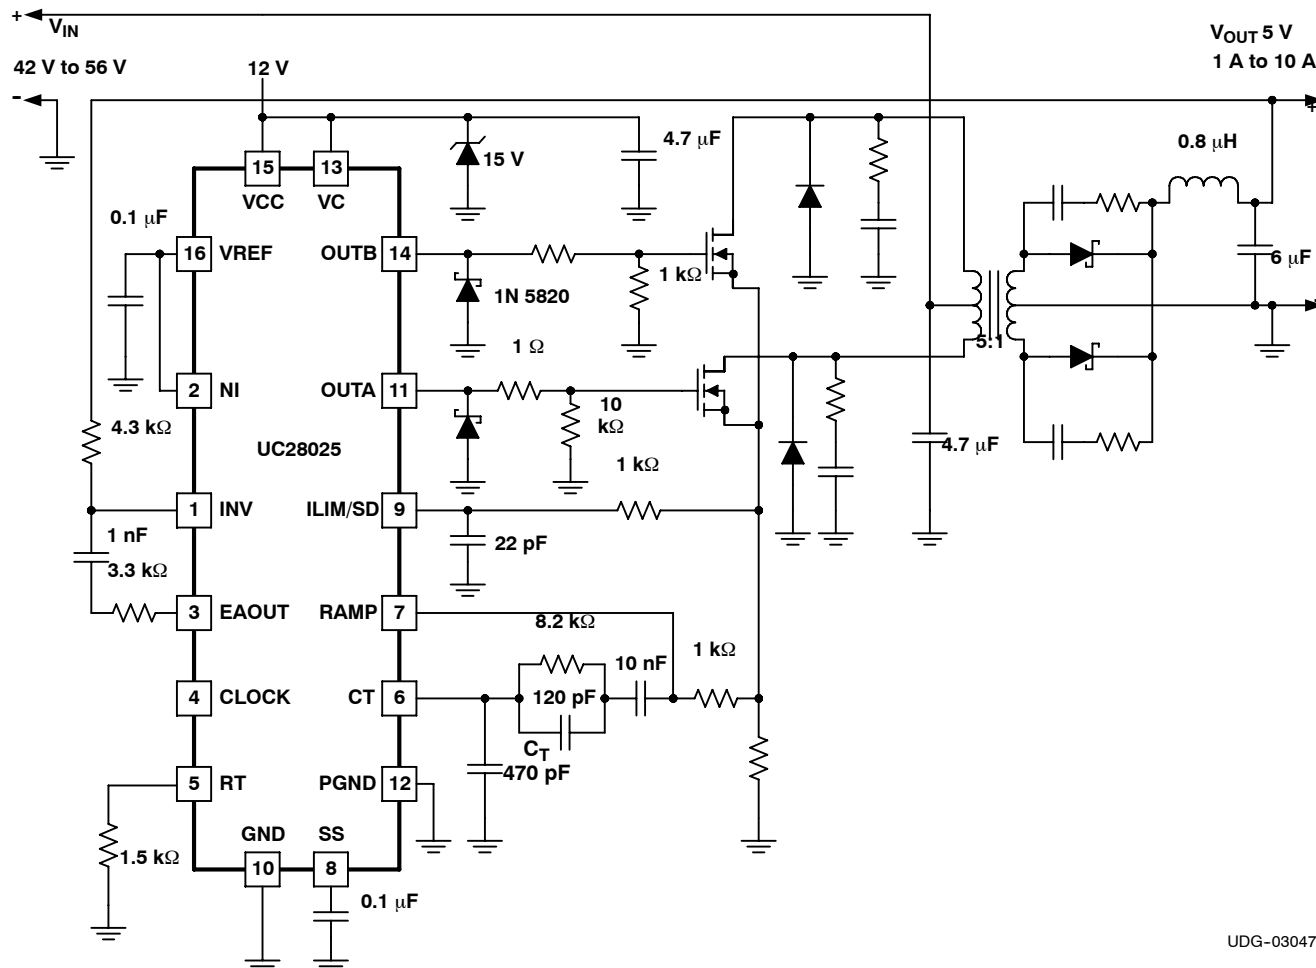 +
VIN
42 V to 56 V
-
12 V
VOUT 5 V
1 A to 10 A
+
15
VCC
13
VC
15 V
4.7 µF
0.8 µH
0.1 µF
16 VREF
OUTB 14
1N 5820
1 kΩ
6 µF
1 Ω
5:1
2 NI
OUTA 11
10
kΩ
4.3 kΩ
UC28025
1 kΩ
4.7 µF
1 INV
ILIM/SD 9
1 nF
22 pF
3.3 kΩ
3 EAOUT
RAMP 7
8.2 kΩ
10 nF
1 kΩ
4 CLOCK
CT 6
120 pF
CT
470 pF
5 RT
PGND 12
1.5 kΩ
GND
10
SS
8
0.1 µF
UDG-03047